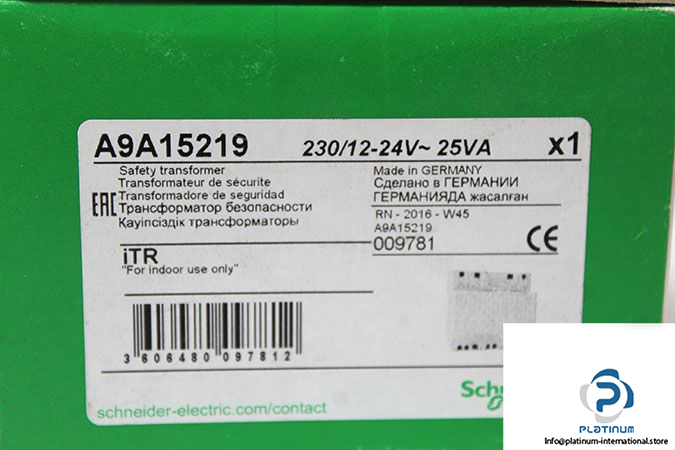 A9A15219 230/12-24V~ 25VA x1
Safety transformer
Transformateur de sécurite
Transformadore de seguridad
Трансформатор безопасности
Қауіпсіздік трансформаторы
EAC
Made in GERMANY
Сделано в ГЕРМАНИИ
ГЕРМАНИЯДА жасалған
RN - 2016 - W45
A9A15219
009781
CE
iTR
"For indoor use only"
3 606480 097812
schneider-electric.com/contact
Sch
PLATINUM
Info@platinum-international.store